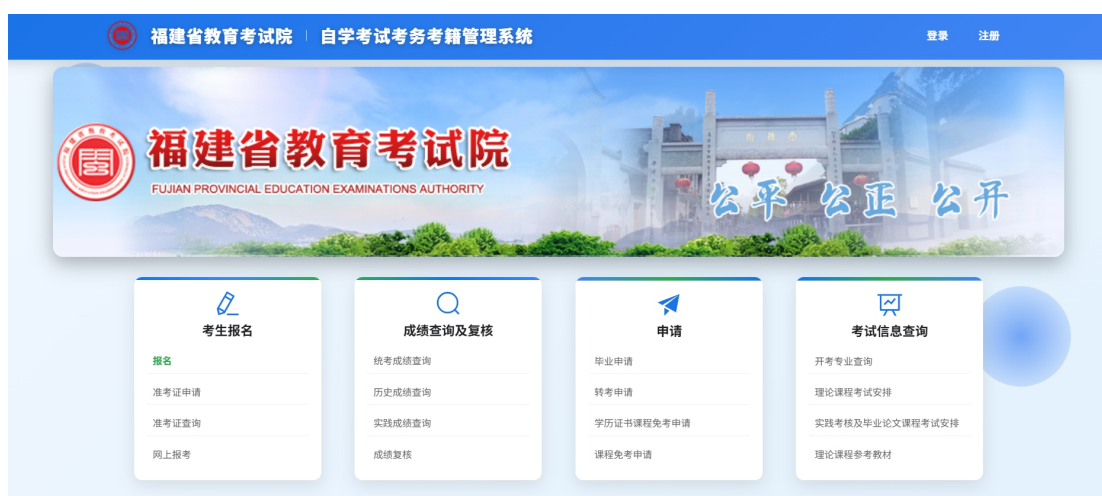 福建省教育考试院 自学考试考务考籍管理系统 登录 注册
福建省教育考试院
FUJIAN PROVINCIAL EDUCATION EXAMINATIONS AUTHORITY
公平 公正 公开
考生报名
报名
准考证申请
准考证查询
网上报考
成绩查询及复核
统考成绩查询
历史成绩查询
实践成绩查询
成绩复核
申请
毕业申请
转考申请
学历证书课程免考申请
课程免考申请
考试信息查询
开考专业查询
理论课程考试安排
实践考核及毕业论文课程考试安排
理论课程参考教材